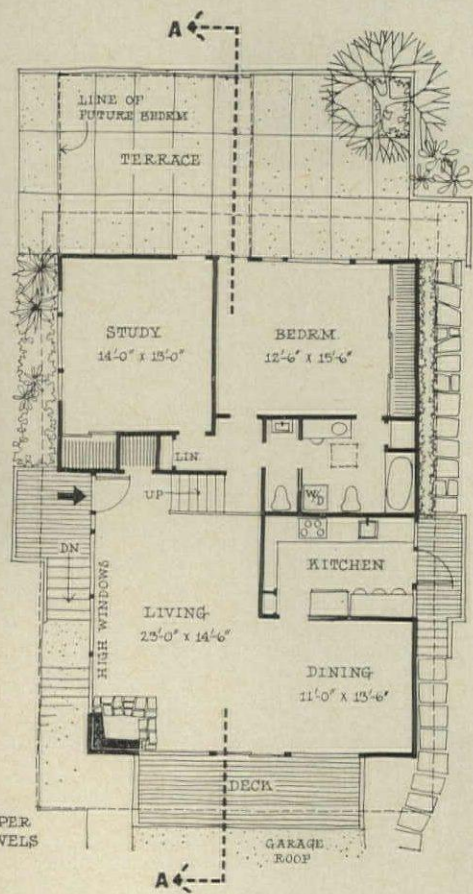 A
LINE OF
FUTURE BEDRM
TERRACE
STUDY
14'-0" X 13'-0"
BEDRM.
12'-6" X 15'-6"
LIN.
UP
W/D
DN
KITCHEN
HIGH WINDOWS
LIVING
23'-0" X 14'-6"
DINING
11'-0" X 13'-6"
DECK
PER
VELS
GARAGE
ROOF
A